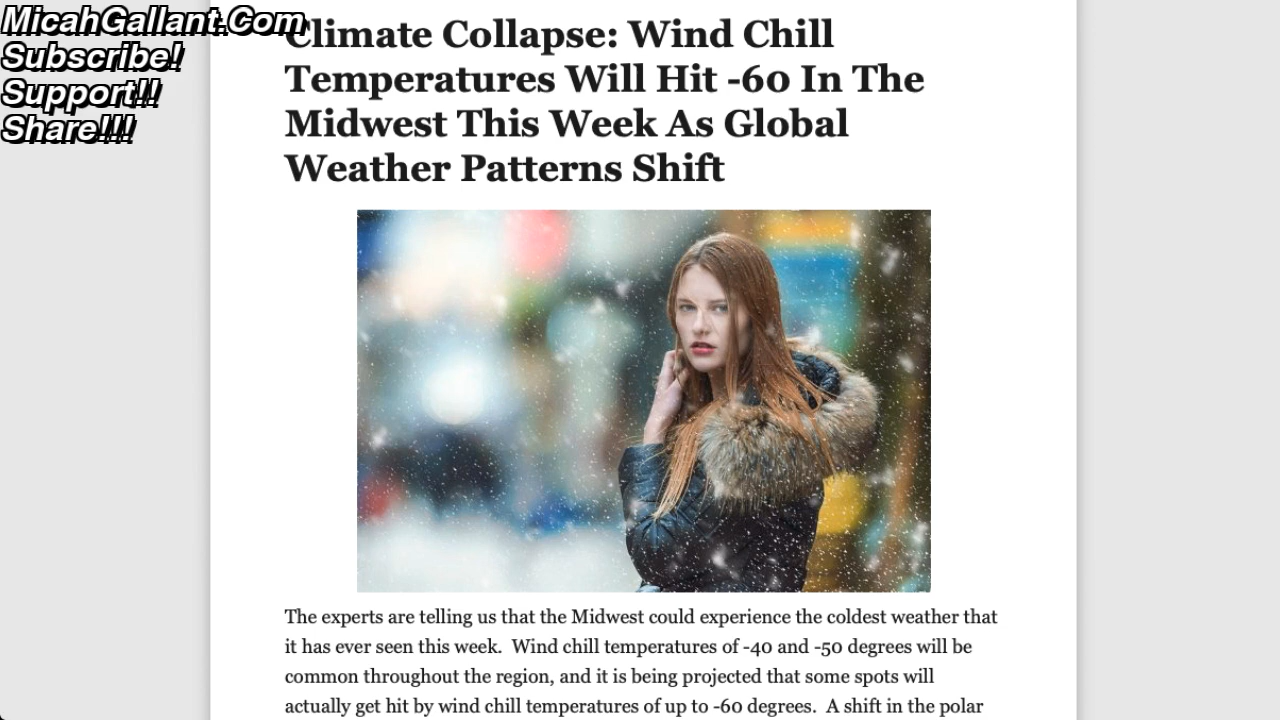 MicahGallant.Com
Subscribe!
Support!!
Share!!!
Climate Collapse: Wind Chill
Temperatures Will Hit -60 In The
Midwest This Week As Global
Weather Patterns Shift
The experts are telling us that the Midwest could experience the coldest weather that
it has ever seen this week.  Wind chill temperatures of -40 and -50 degrees will be
common throughout the region, and it is being projected that some spots will
actually get hit by wind chill temperatures of up to -60 degrees.  A shift in the polar